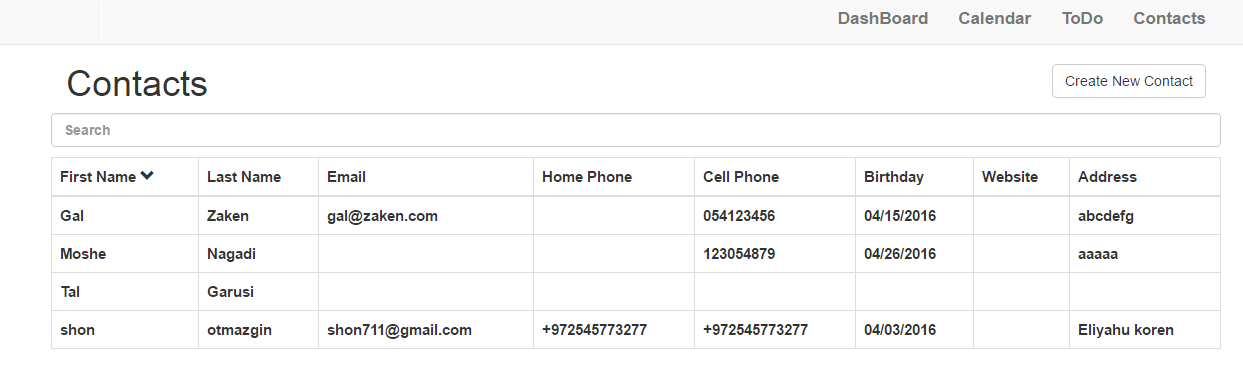 DashBoard Calendar ToDo Contacts
Contacts Create New Contact
Search
First Name Last Name Email Home Phone Cell Phone Birthday Website Address
Gal Zaken gal@zaken.com 054123456 04/15/2016 abcdefg
Moshe Nagadi 123054879 04/26/2016 aaaaa
Tal Garusi
shon otmazgin shon711@gmail.com +972545773277 +972545773277 04/03/2016 Eliyahu koren